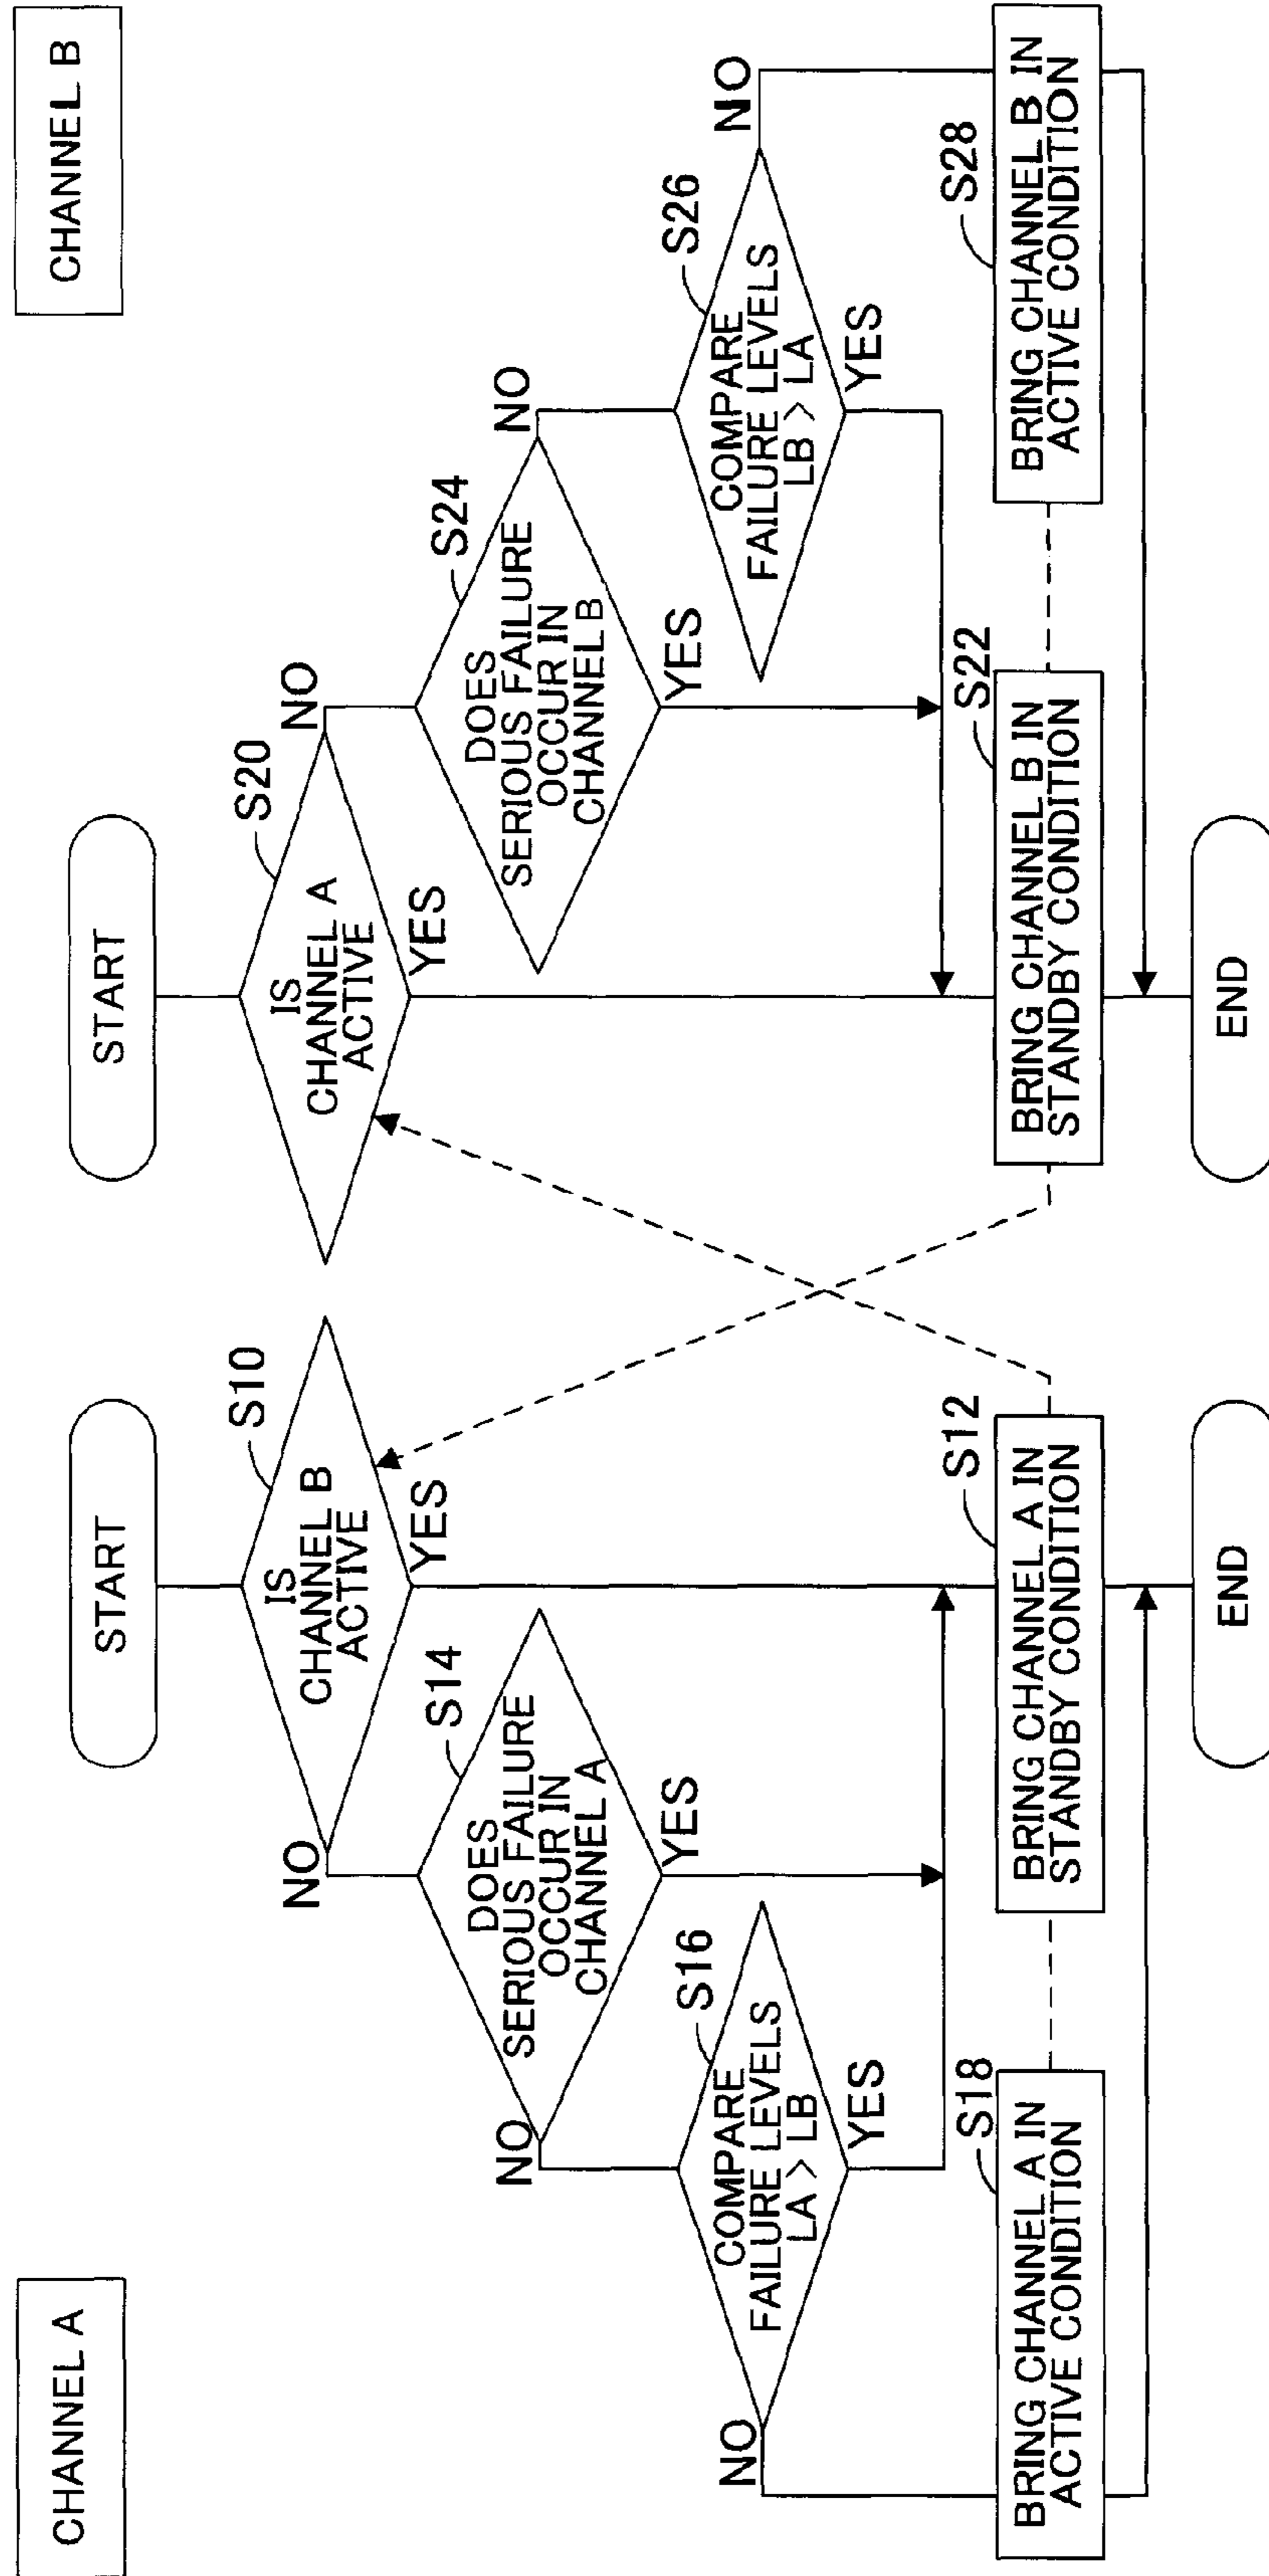 CHANNEL A
START
S10
IS
CHANNEL B
ACTIVE
NO
YES
S14
DOES
SERIOUS FAILURE
OCCUR IN
CHANNEL A
NO
YES
S16
COMPARE
FAILURE LEVELS
LA > LB
NO
YES
S18
BRING CHANNEL A IN
ACTIVE CONDITION
S12
BRING CHANNEL A IN
STANDBY CONDITION
END
CHANNEL B
START
S20
IS
CHANNEL A
ACTIVE
NO
YES
S24
DOES
SERIOUS FAILURE
OCCUR IN
CHANNEL B
NO
YES
S26
COMPARE
FAILURE LEVELS
LB > LA
NO
YES
S22
BRING CHANNEL B IN
STANDBY CONDITION
S28
BRING CHANNEL B IN
ACTIVE CONDITION
END